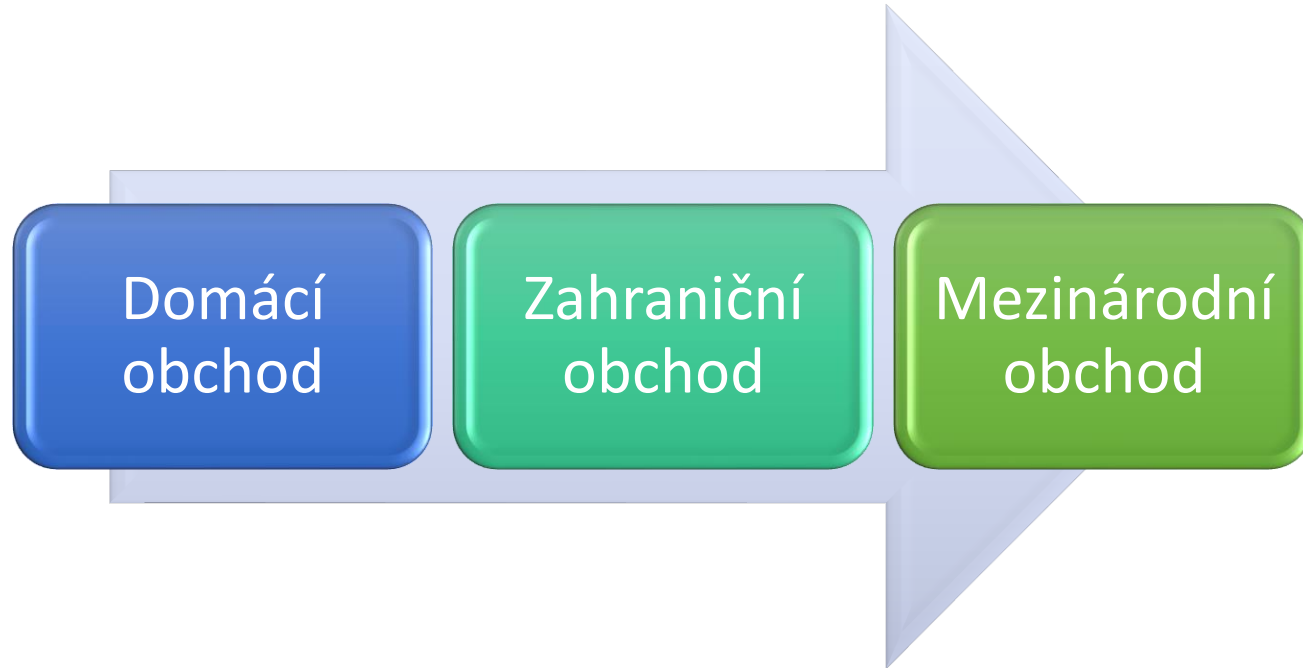 Domácí
obchod
Zahraniční
obchod
Mezinárodní
obchod